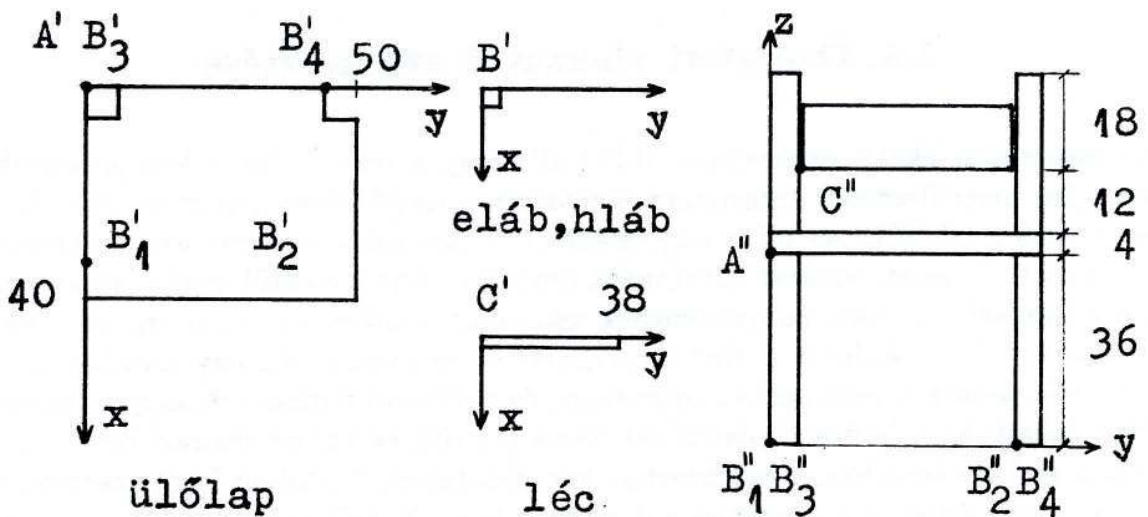 A' B'₃ B'₄ 50 y
B'₁ B'₂
40
x
ülőlap
B' y
x
eláb,hláb
C' 38
y
x
léc
z
18
C"
12
A" 4
36
y
B"₁ B"₃ B"₂ B"₄